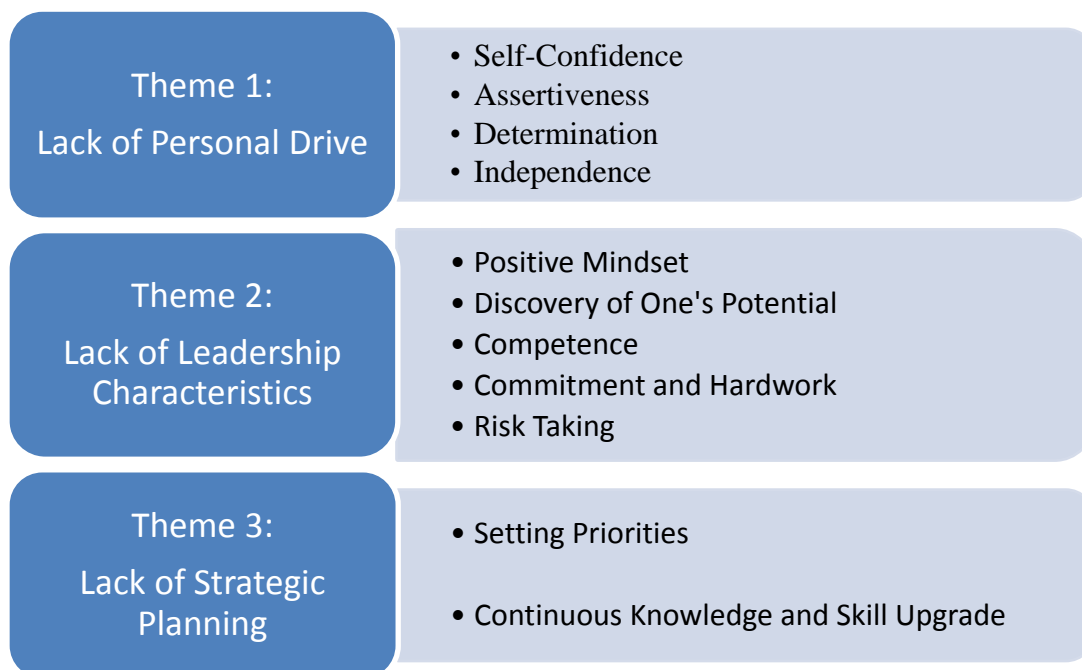 Theme 1:
Lack of Personal Drive
• Self-Confidence
• Assertiveness
• Determination
• Independence
Theme 2:
Lack of Leadership
Characteristics
• Positive Mindset
• Discovery of One's Potential
• Competence
• Commitment and Hardwork
• Risk Taking
Theme 3:
Lack of Strategic
Planning
• Setting Priorities
• Continuous Knowledge and Skill Upgrade